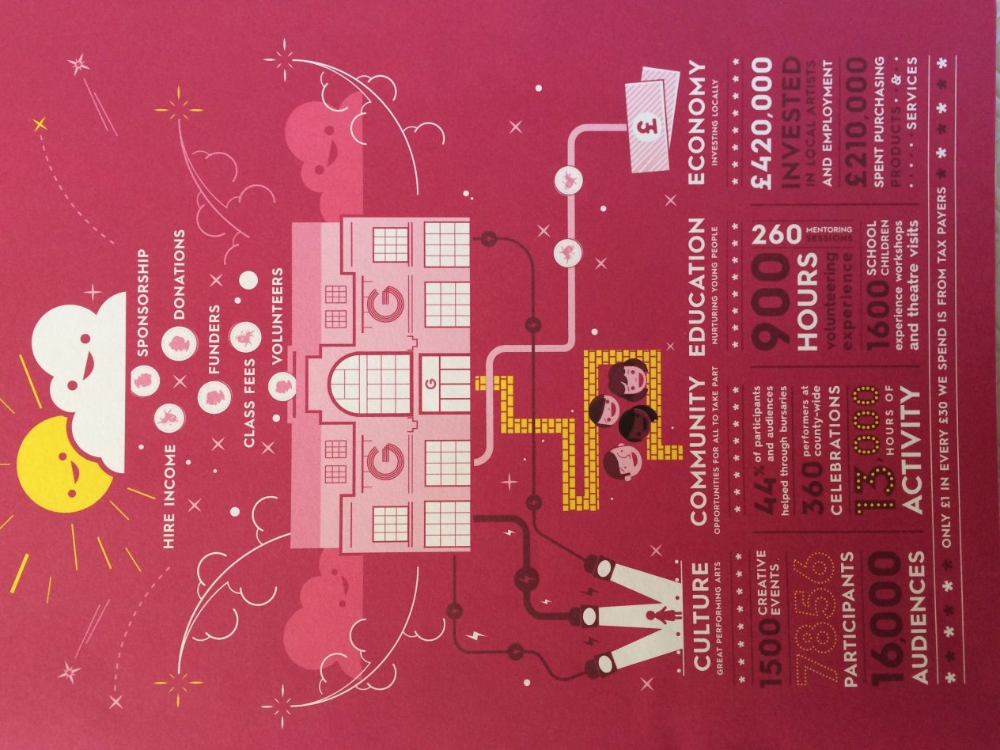 SPONSORSHIP
DONATIONS
HIRE INCOME
FUNDERS
CLASS FEES
VOLUNTEERS
G
G
G
£
CULTURE
GREAT PERFORMING ARTS
1500 CREATIVE
EVENTS
7856
PARTICIPANTS
16,000
AUDIENCES
COMMUNITY
OPPORTUNITIES FOR ALL TO TAKE PART
44% of participants
and audiences
helped through bursaries
360 performers at
county-wide
CELEBRATIONS
13,000
HOURS OF
ACTIVITY
EDUCATION
NURTURING YOUNG PEOPLE
900
HOURS
volunteering
experience
260 MENTORING
SESSIONS
1600 SCHOOL
CHILDREN
experience workshops
and theatre visits
ECONOMY
INVESTING LOCALLY
£420,000
INVESTED
IN LOCAL ARTISTS
AND EMPLOYMENT
£210,000
SPENT PURCHASING
PRODUCTS • • & • •
• • • • • SERVICES
ONLY £1 IN EVERY £30 WE SPEND IS FROM TAX PAYERS